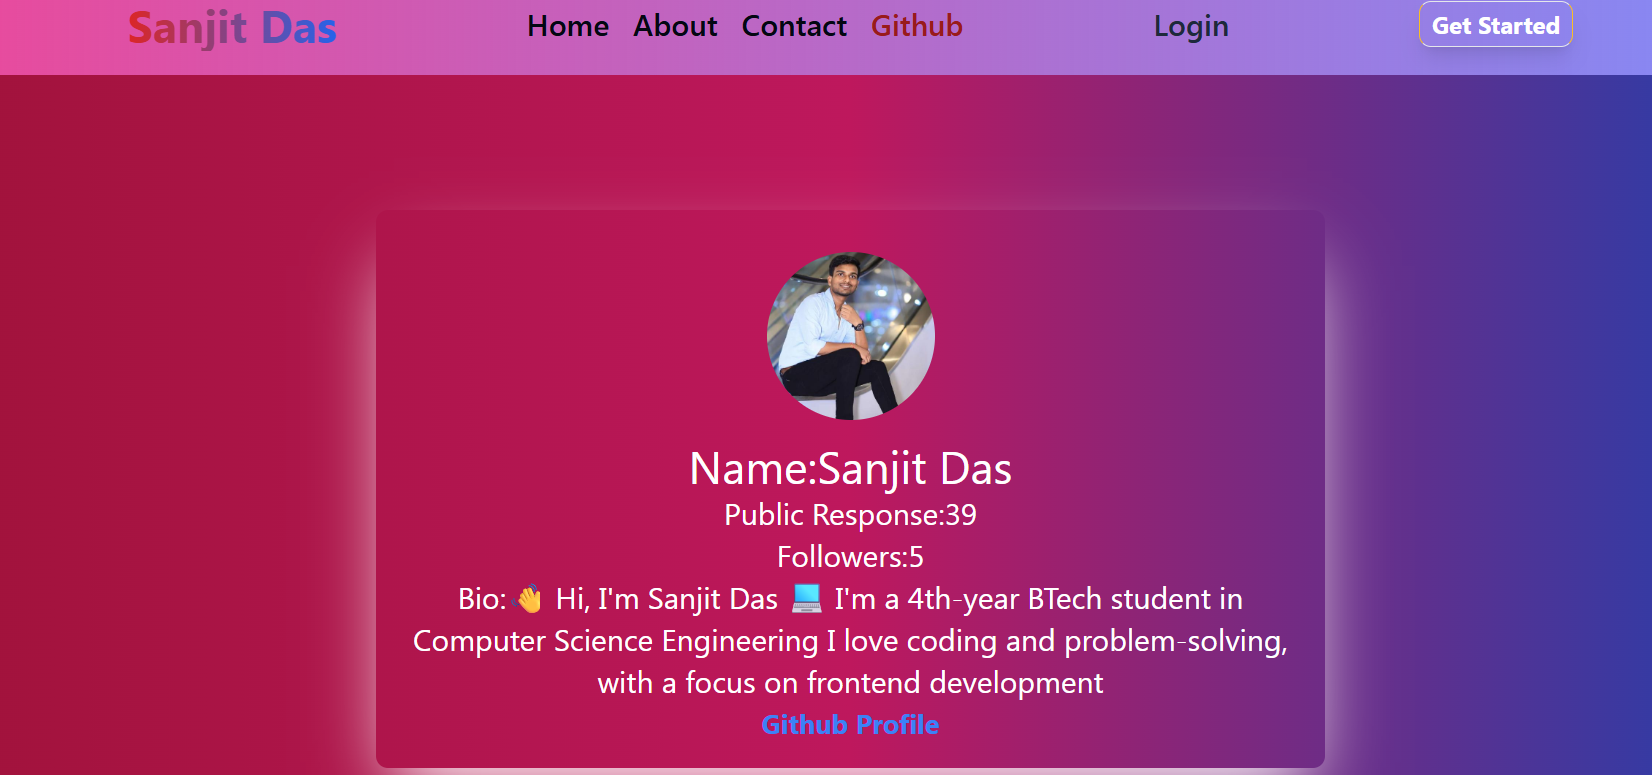 Sanjit Das
Home About Contact Github
Login
Get Started
Name:Sanjit Das
Public Response:39
Followers:5
Bio:👋 Hi, I'm Sanjit Das 💻 I'm a 4th-year BTech student in
Computer Science Engineering I love coding and problem-solving,
with a focus on frontend development
Github Profile